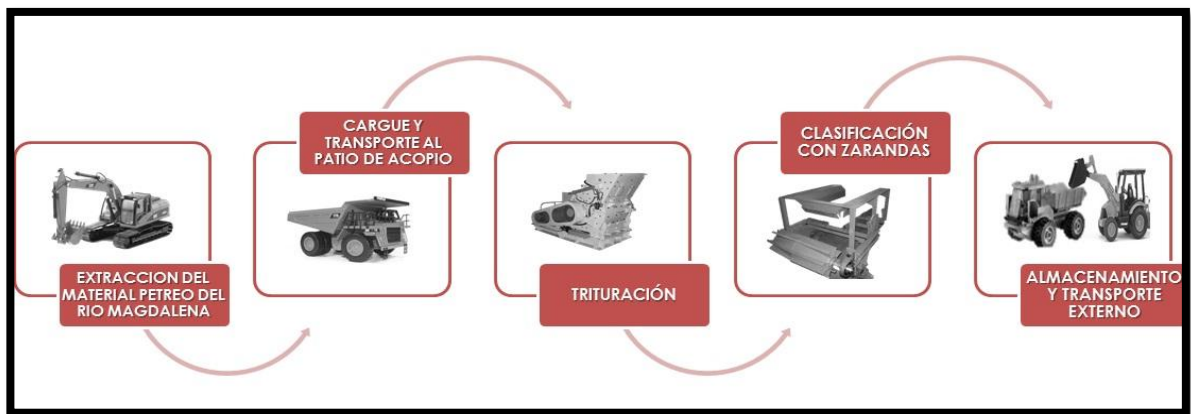 EXTRACCION DEL
MATERIAL PETREO DEL
RIO MAGDALENA
CARGUE Y
TRANSPORTE AL
PATIO DE ACOPIO
TRITURACIÓN
CLASIFICACIÓN
CON ZARANDAS
ALMACENAMIENTO
Y TRANSPORTE
EXTERNO